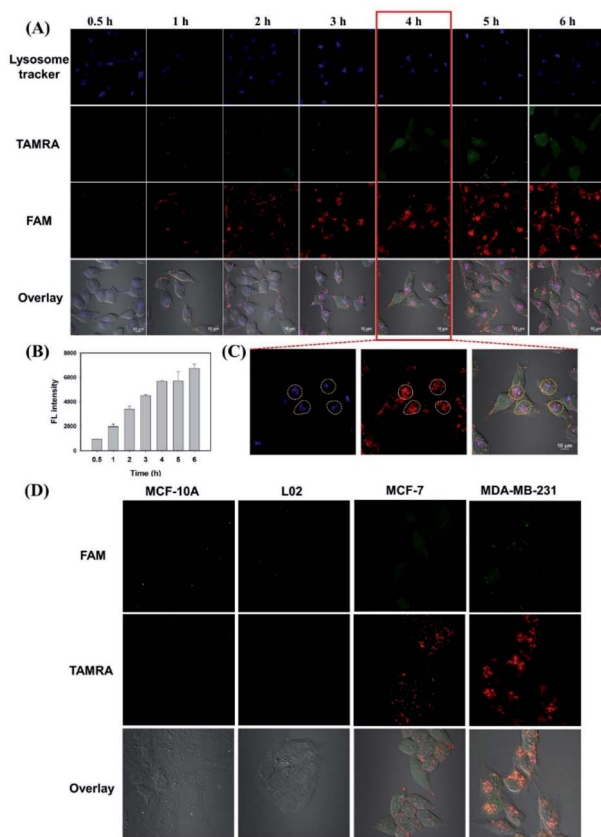 (A)
0.5 h 1 h 2 h 3 h 4 h 5 h 6 h
Lysosome
tracker
TAMRA
FAM
Overlay
10 μm 10 μm 10 μm 10 μm 10 μm 10 μm 10 μm
(B)
8000
6000
4000
2000
0
FL intensity
0.5 1 2 3 4 5 6
Time (h)
(C)
10 μm
(D)
MCF-10A L02 MCF-7 MDA-MB-231
FAM
TAMRA
Overlay